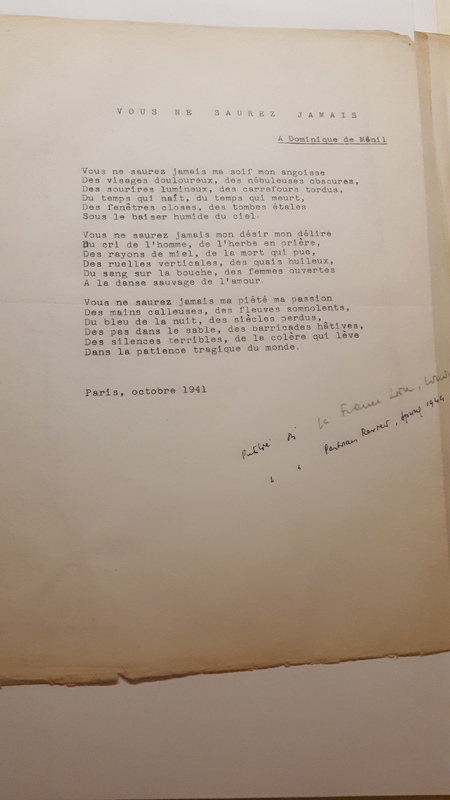 VOUS NE SAUREZ JAMAIS
A Dominique de Ménil
Vous ne saurez jamais ma soif mon angoisse
Des visages douloureux, des nébuleuses obscures,
Des sourires lumineux, des carrefours tordus,
Du temps qui naît, du temps qui meurt,
Des fenêtres closes, des tombes étales
Sous le baiser humide du ciel.
Vous ne saurez jamais mon désir mon délire
Du cri de l'homme, de l'herbe en prière,
Des rayons de miel, de la mort qui pue,
Des ruelles verticales, des quais huileux,
Du sang sur la bouche, des femmes ouvertes
A la danse sauvage de l'amour.
Vous ne saurez jamais ma piété ma passion
Des mains calleuses, des fleuves somnolents,
Du bleu de la nuit, des siècles perdus,
Des pas dans le sable, des barricades hâtives,
Des silences terribles, de la colère qui lève
Dans la patience tragique du monde.
Paris, octobre 1941
Publié ds la France Libre,
Partisan Review, 1944